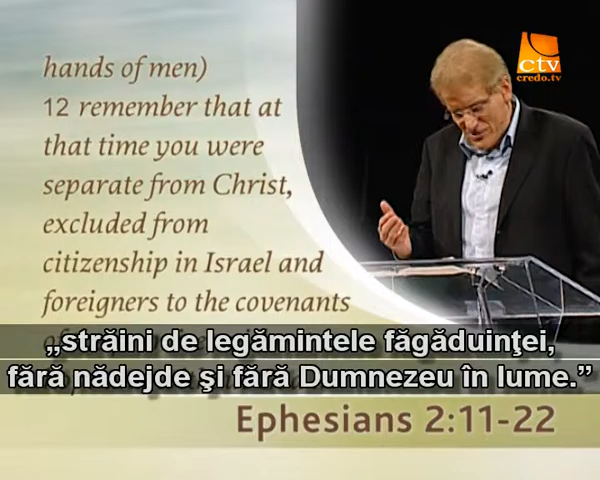 ctv
credo.tv
hands of men)
12 remember that at
that time you were
separate from Christ,
excluded from
citizenship in Israel and
foreigners to the covenants
„străini de legămintele făgăduinţei,
fără nădejde şi fără Dumnezeu în lume.”
Ephesians 2:11-22